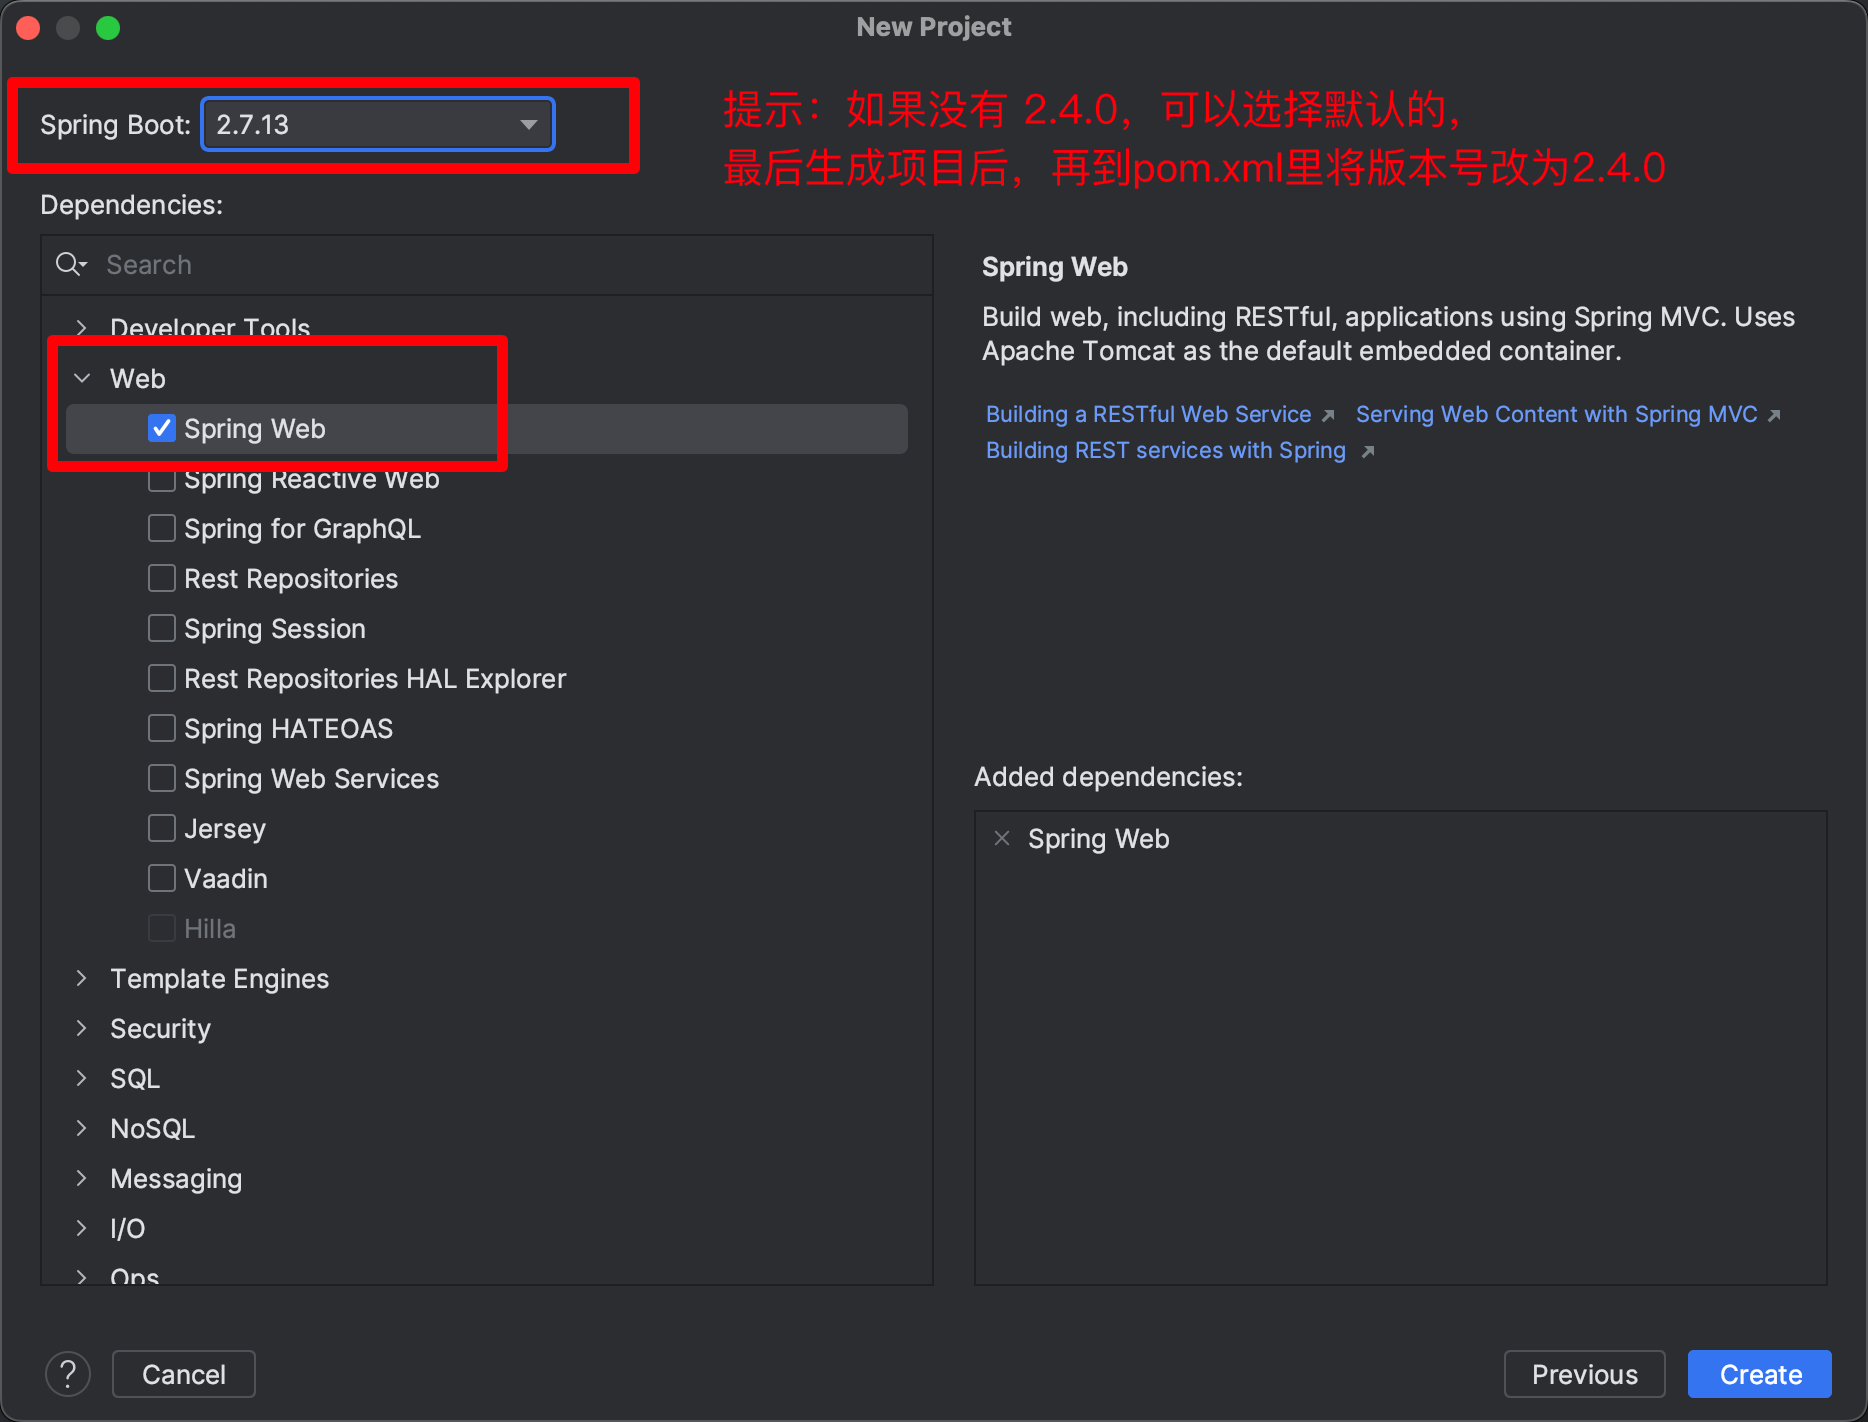 New Project
Spring Boot: 2.7.13
提示：如果没有 2.4.0，可以选择默认的，
最后生成项目后，再到pom.xml里将版本号改为2.4.0
Dependencies:
Search
Developer Tools
Web
Spring Web
Spring Reactive Web
Spring for GraphQL
Rest Repositories
Spring Session
Rest Repositories HAL Explorer
Spring HATEOAS
Spring Web Services
Jersey
Vaadin
Hilla
Template Engines
Security
SQL
NoSQL
Messaging
I/O
Ops
Spring Web
Build web, including RESTful, applications using Spring MVC. Uses
Apache Tomcat as the default embedded container.
Building a RESTful Web Service Serving Web Content with Spring MVC
Building REST services with Spring
Added dependencies:
Spring Web
? Cancel Previous Create